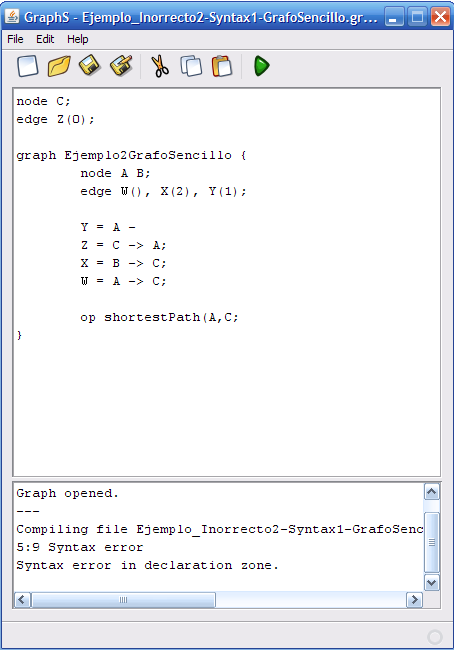 GraphS - Ejemplo_Inorrecto2-Syntax1-GrafoSencillo.gr...
File Edit Help
node C;
edge Z(0);
graph Ejemplo2GrafoSencillo {
node A B;
edge W(), X(2), Y(1);
Y = A -
Z = C -> A;
X = B -> C;
W = A -> C;
op shortestPath(A,C;
}
Graph opened.
---
Compiling file Ejemplo_Inorrecto2-Syntax1-GrafoSenc
5:9 Syntax error
Syntax error in declaration zone.